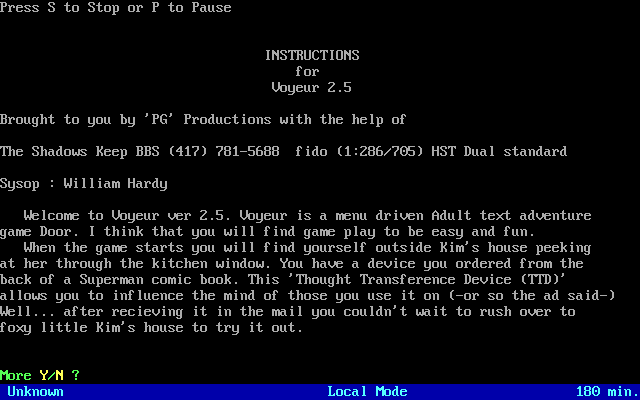 Press S to Stop or P to Pause
INSTRUCTIONS
for
Voyeur 2.5
Brought to you by 'PG' Productions with the help of
The Shadows Keep BBS (417) 781-5688  fido (1:286/705) HST Dual standard
Sysop : William Hardy
Welcome to Voyeur ver 2.5. Voyeur is a menu driven Adult text adventure
game Door. I think that you will find game play to be easy and fun.
When the game starts you will find yourself outside Kim's house peeking
at her through the kitchen window. You have a device you ordered from the
back of a Superman comic book. This 'Thought Transference Device (TTD)'
allows you to influence the mind of those you use it on (-or so the ad said-)
Well... after recieving it in the mail you couldn't wait to rush over to
foxy little Kim's house to try it out.
More Y/N ?
Unknown Local Mode 180 min.